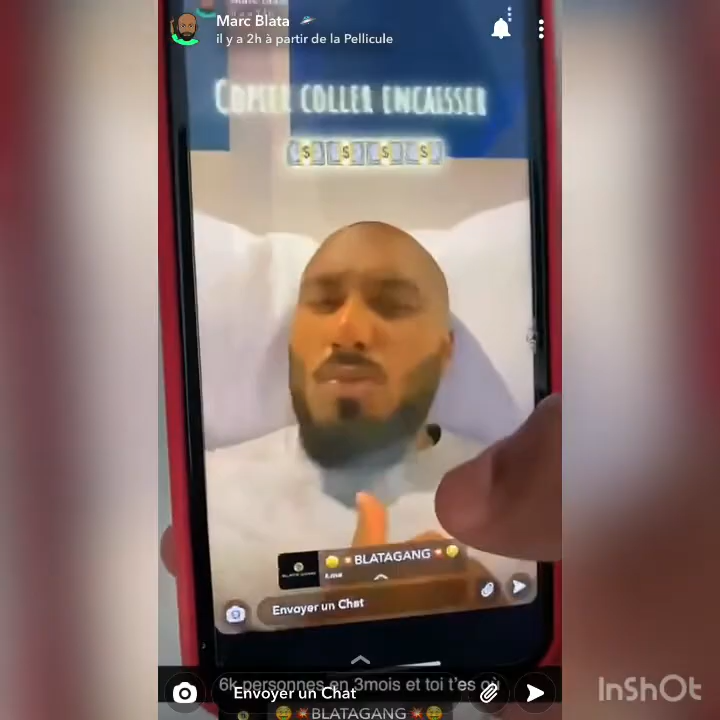 Marc Blata
il y a 2h à partir de la Pellicule
COPIER COLLER ENCAISSER
$ $ $ $
BLATAGANG
t.me
Envoyer un Chat
6k personnes en 3mois et toi t'es où
Envoyer un Chat
BLATAGANG
InShOt